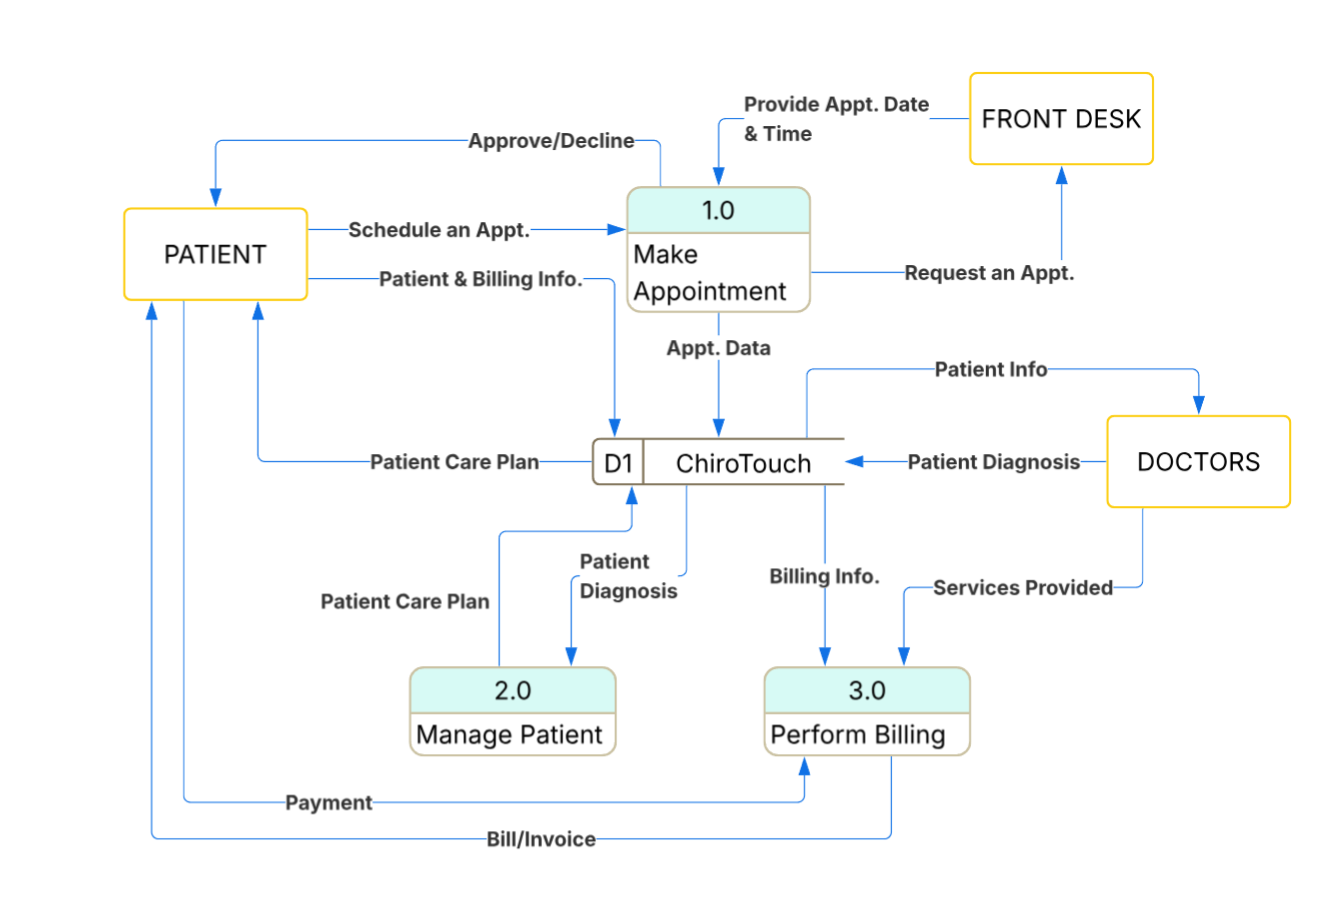 Provide Appt. Date
& Time
FRONT DESK
Approve/Decline
1.0
Make
Appointment
PATIENT
Schedule an Appt.
Patient & Billing Info.
Request an Appt.
Appt. Data
Patient Info
D1
ChiroTouch
Patient Care Plan
Patient Diagnosis
DOCTORS
Patient
Diagnosis
Billing Info.
Services Provided
Patient Care Plan
2.0
Manage Patient
3.0
Perform Billing
Payment
Bill/Invoice